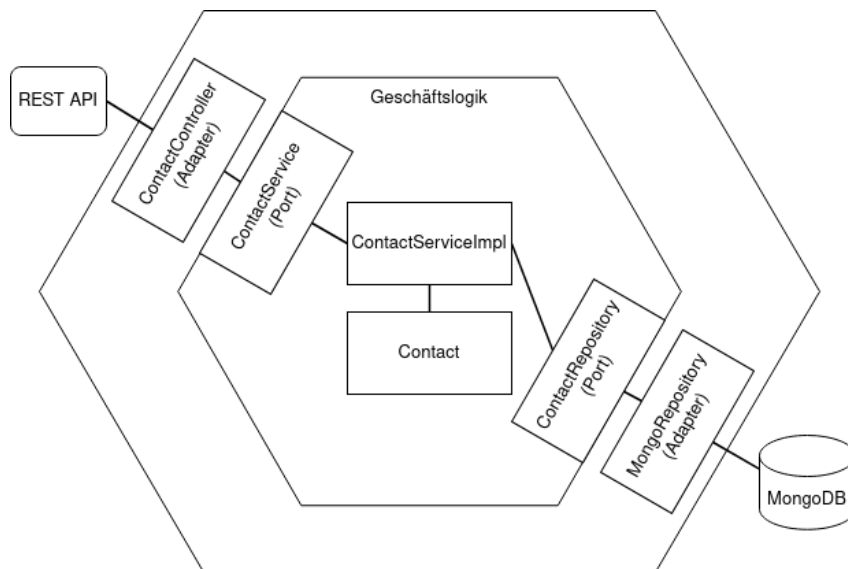 Geschäftslogik
REST API
ContactController
(Adapter)
ContactService
(Port)
ContactServiceImpl
Contact
ContactRepository
(Port)
MongoRepository
(Adapter)
MongoDB